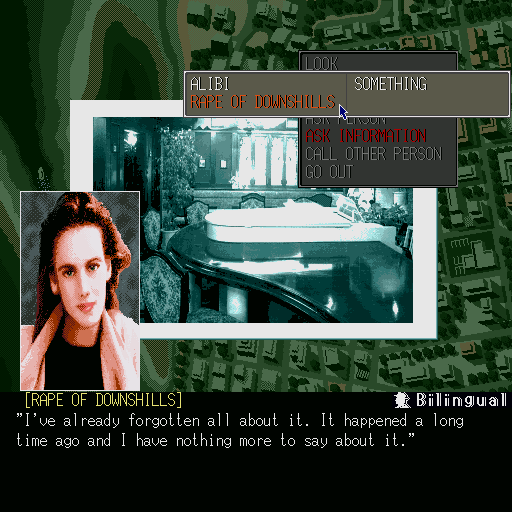 LOOK
ALIBI
SOMETHING
RAPE OF DOWNSHILLS
ASK PERSON
ASK INFORMATION
CALL OTHER PERSON
GO OUT
[RAPE OF DOWNSHILLS]
Bilingual
"I've already forgotten all about it. It happened a long
time ago and I have nothing more to say about it."